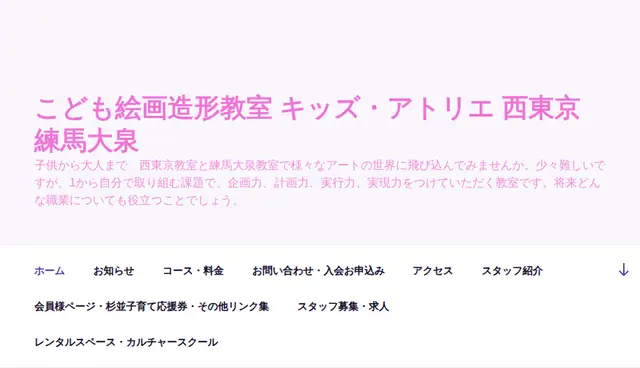 こども絵画造形教室 キッズ・アトリエ 西東京
練馬大泉
子供から大人まで　西東京教室と練馬大泉教室で様々なアートの世界に飛び込んでみませんか。少々難しいで
すが、1から自分で取り組む課題で、企画力、計画力、実行力、実現力をつけていただく教室です。将来どん
な職業についても役立つことでしょう。
ホーム お知らせ コース・料金 お問い合わせ・入会お申込み アクセス スタッフ紹介
会員様ページ・杉並子育て応援券・その他リンク集 スタッフ募集・求人
レンタルスペース・カルチャースクール